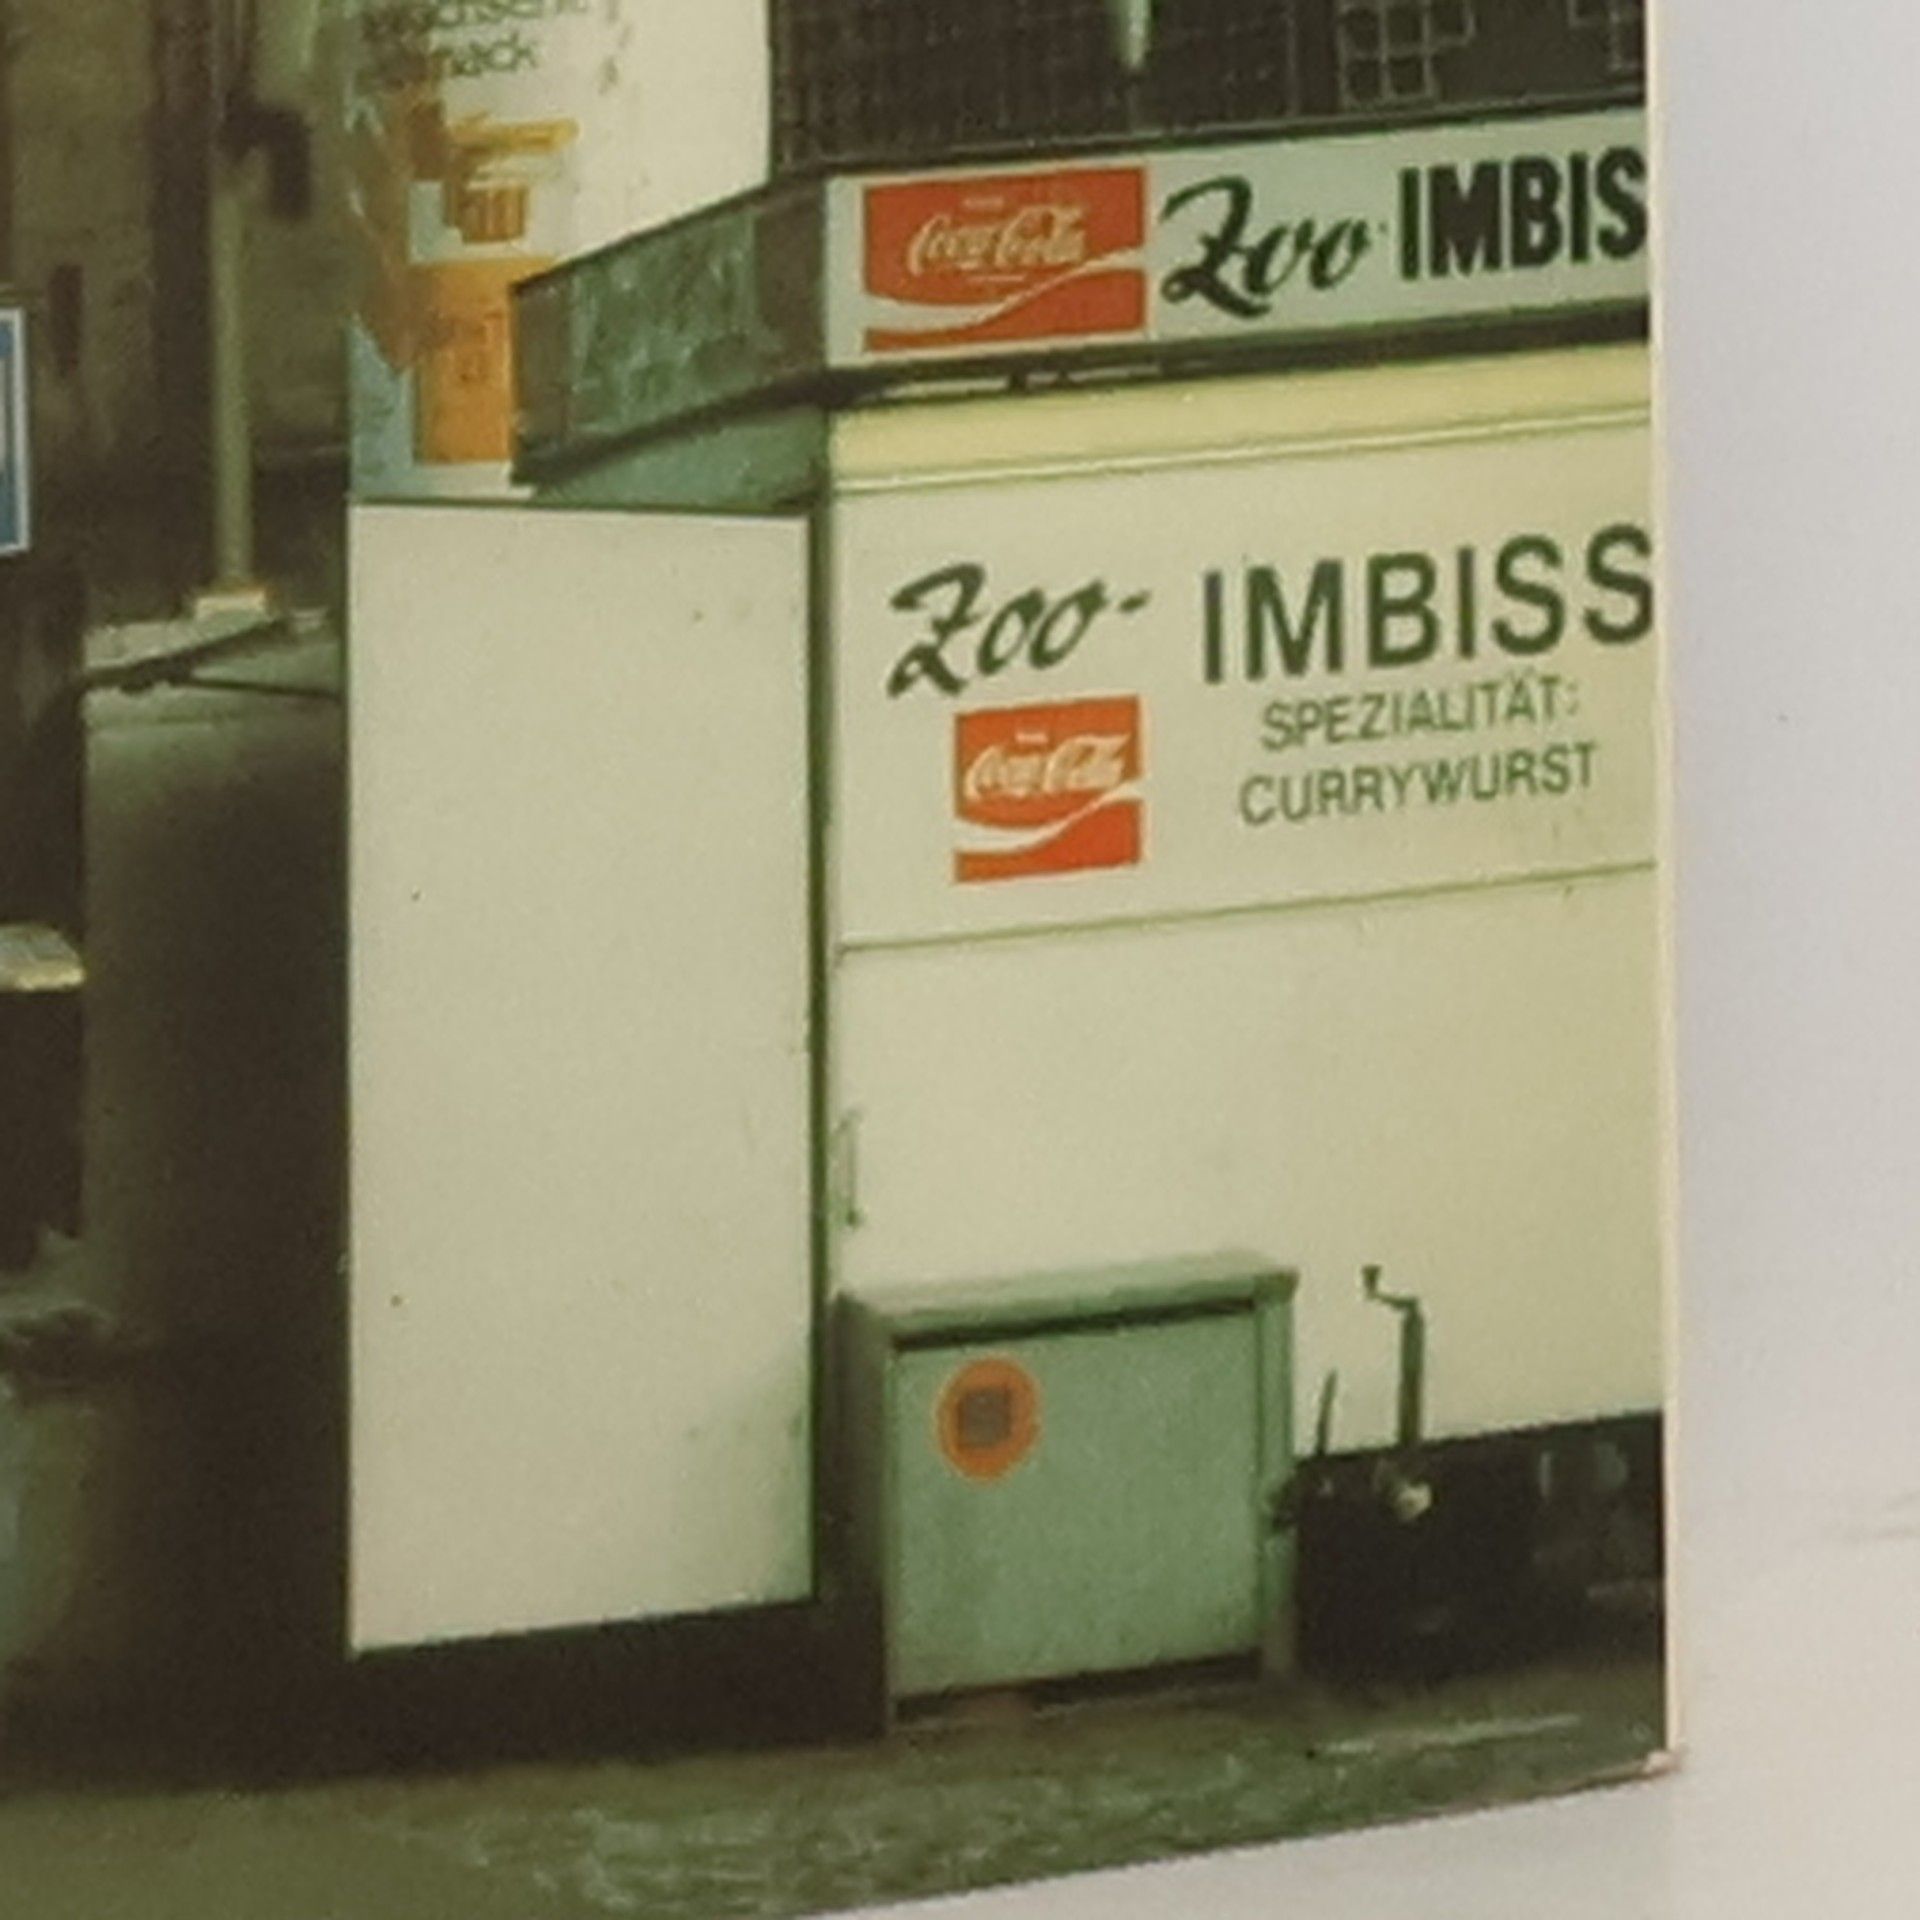 Coca-Cola
Zoo-IMBIS
Zoo-IMBISS
Coca-Cola
SPEZIALITÄT:
CURRYWURST